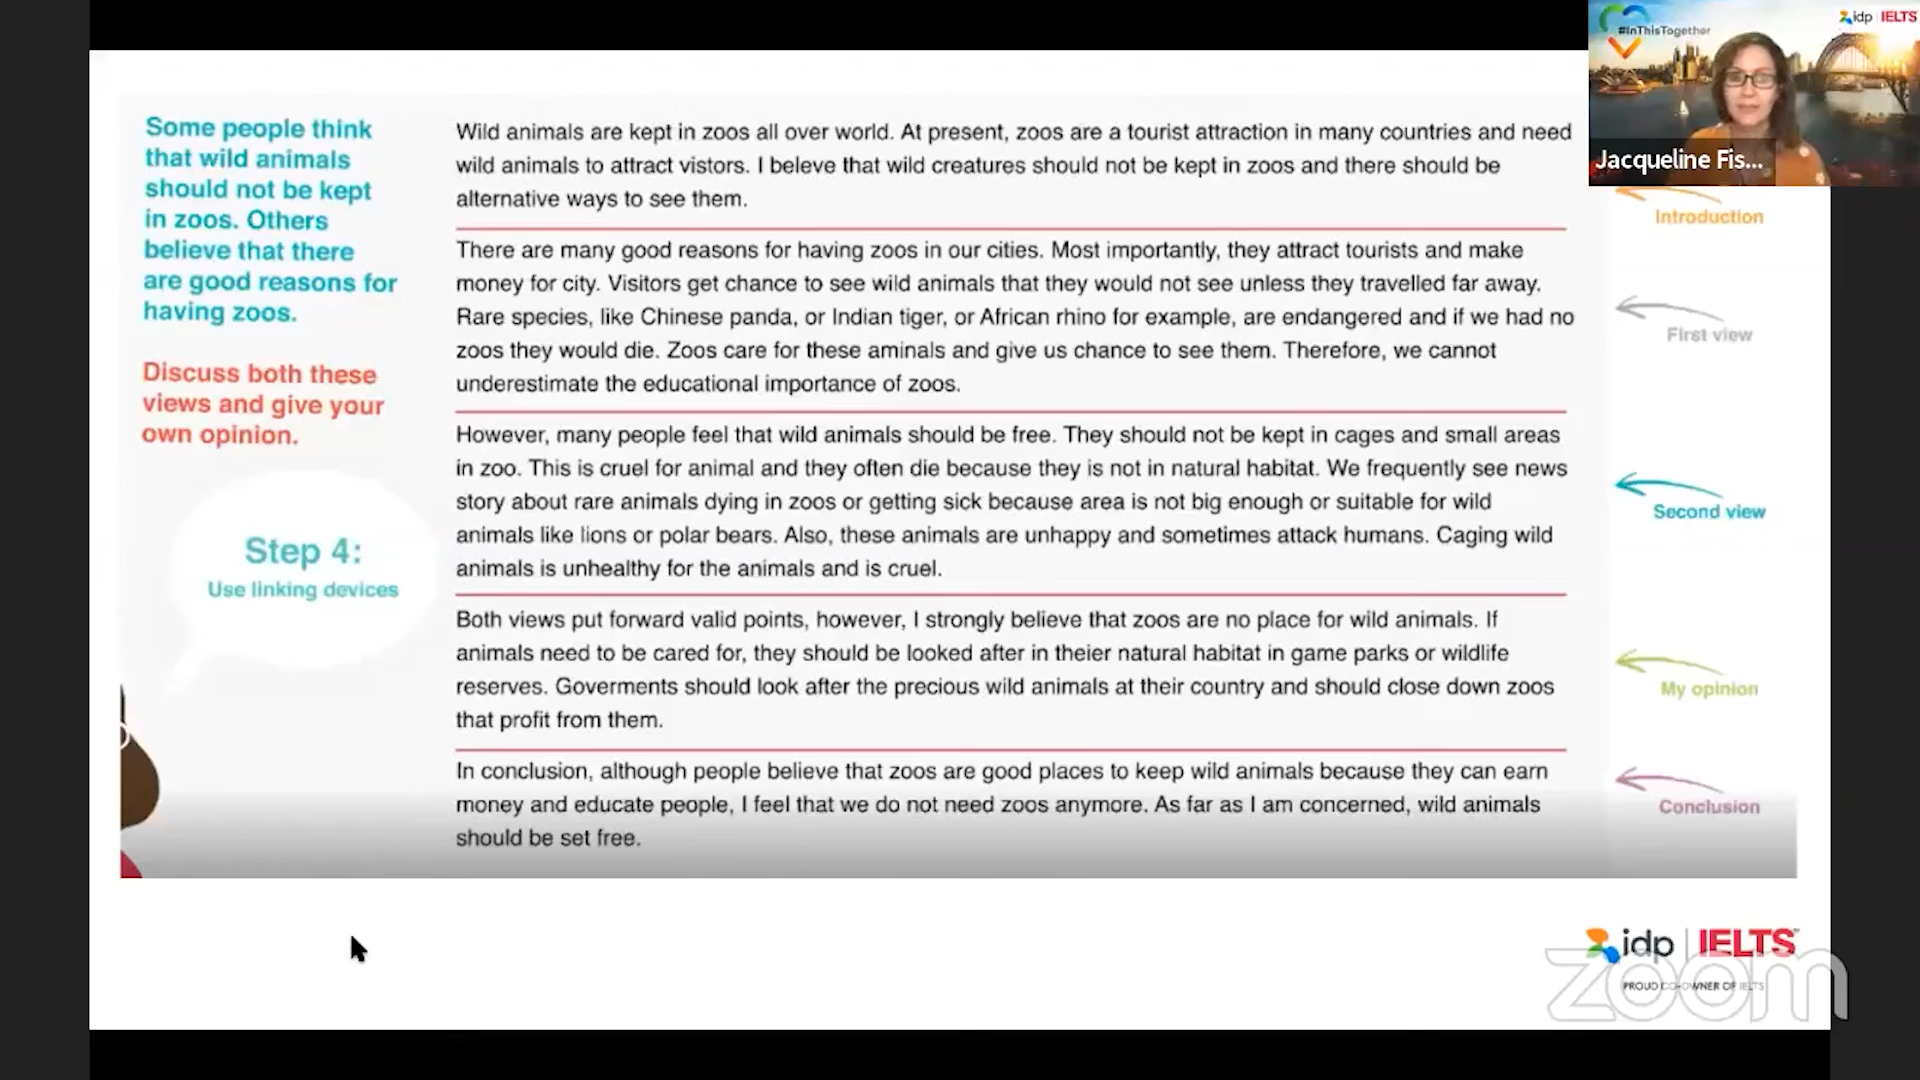 #InThisTogether
idp | IELTS
Jacqueline Fis...
Some people think
that wild animals
should not be kept
in zoos. Others
believe that there
are good reasons for
having zoos.
Discuss both these
views and give your
own opinion.
Step 4:
Use linking devices
Wild animals are kept in zoos all over world. At present, zoos are a tourist attraction in many countries and need
wild animals to attract vistors. I beleve that wild creatures should not be kept in zoos and there should be
alternative ways to see them.
Introduction
There are many good reasons for having zoos in our cities. Most importantly, they attract tourists and make
money for city. Visitors get chance to see wild animals that they would not see unless they travelled far away.
Rare species, like Chinese panda, or Indian tiger, or African rhino for example, are endangered and if we had no
zoos they would die. Zoos care for these aminals and give us chance to see them. Therefore, we cannot
underestimate the educational importance of zoos.
First view
However, many people feel that wild animals should be free. They should not be kept in cages and small areas
in zoo. This is cruel for animal and they often die because they is not in natural habitat. We frequently see news
story about rare animals dying in zoos or getting sick because area is not big enough or suitable for wild
animals like lions or polar bears. Also, these animals are unhappy and sometimes attack humans. Caging wild
animals is unhealthy for the animals and is cruel.
Second view
Both views put forward valid points, however, I strongly believe that zoos are no place for wild animals. If
animals need to be cared for, they should be looked after in theier natural habitat in game parks or wildlife
reserves. Goverments should look after the precious wild animals at their country and should close down zoos
that profit from them.
My opinion
In conclusion, although people believe that zoos are good places to keep wild animals because they can earn
money and educate people, I feel that we do not need zoos anymore. As far as I am concerned, wild animals
should be set free.
Conclusion
idp | IELTS™
PROUD CO-OWNER OF IELTS
zoom